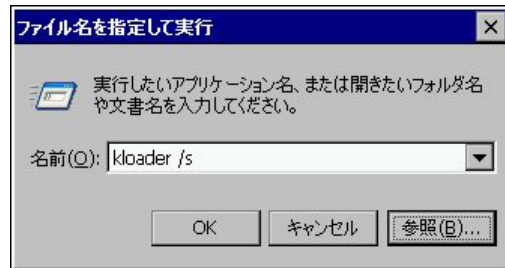 ファイル名を指定して実行
実行したいアプリケーション名、または開きたいフォルダ名
や文書名を入力してください。
名前(O): kloader /s
OK キャンセル 参照(B)...